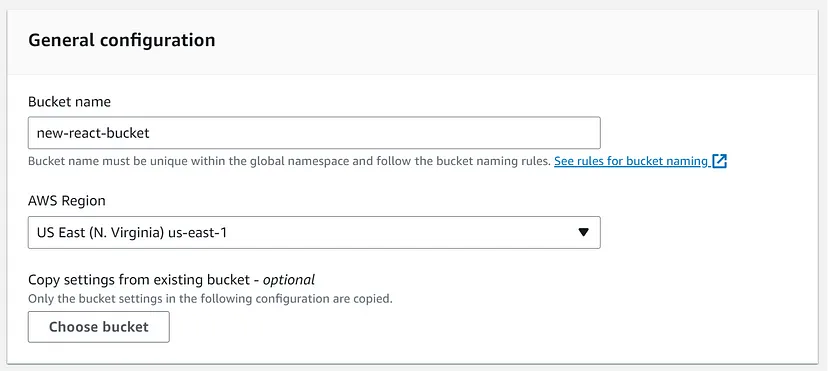 General configuration
Bucket name
new-react-bucket
Bucket name must be unique within the global namespace and follow the bucket naming rules. See rules for bucket naming
AWS Region
US East (N. Virginia) us-east-1
Copy settings from existing bucket - optional
Only the bucket settings in the following configuration are copied.
Choose bucket